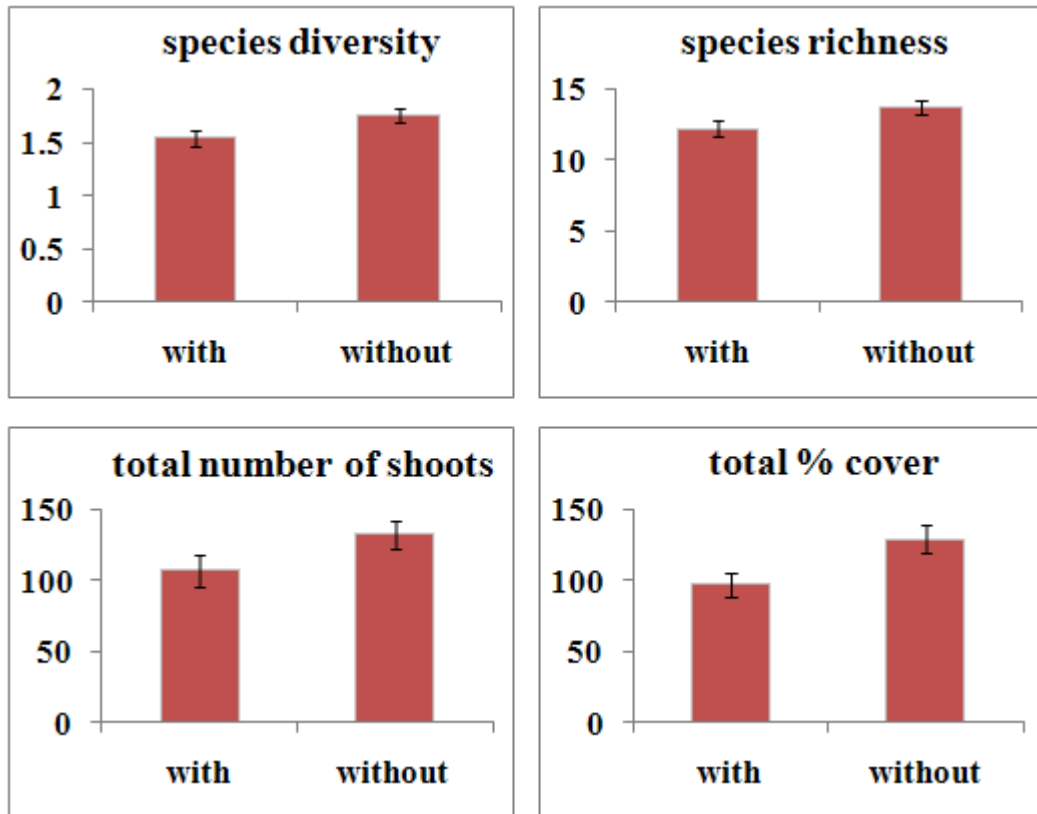 species diversity
2
1.5
1
0.5
0
with without
species richness
15
10
5
0
with without
total number of shoots
150
100
50
0
with without
total % cover
150
100
50
0
with without